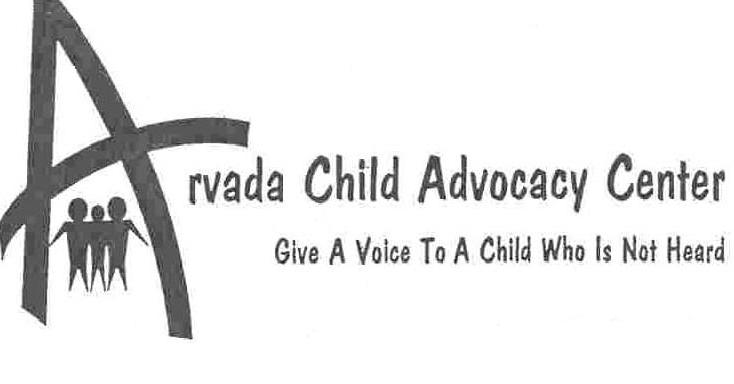 Arvada Child Advocacy Center
Give A Voice To A Child Who Is Not Heard